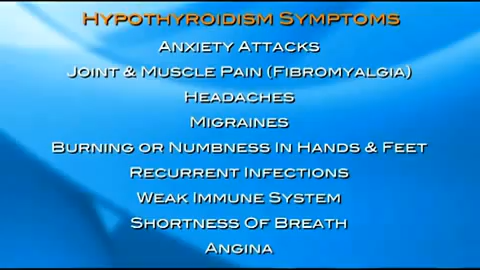 Hypothyroidism Symptoms
Anxiety Attacks
Joint & Muscle Pain (Fibromyalgia)
Headaches
Migraines
Burning or Numbness In Hands & Feet
Recurrent Infections
Weak Immune System
Shortness Of Breath
Angina